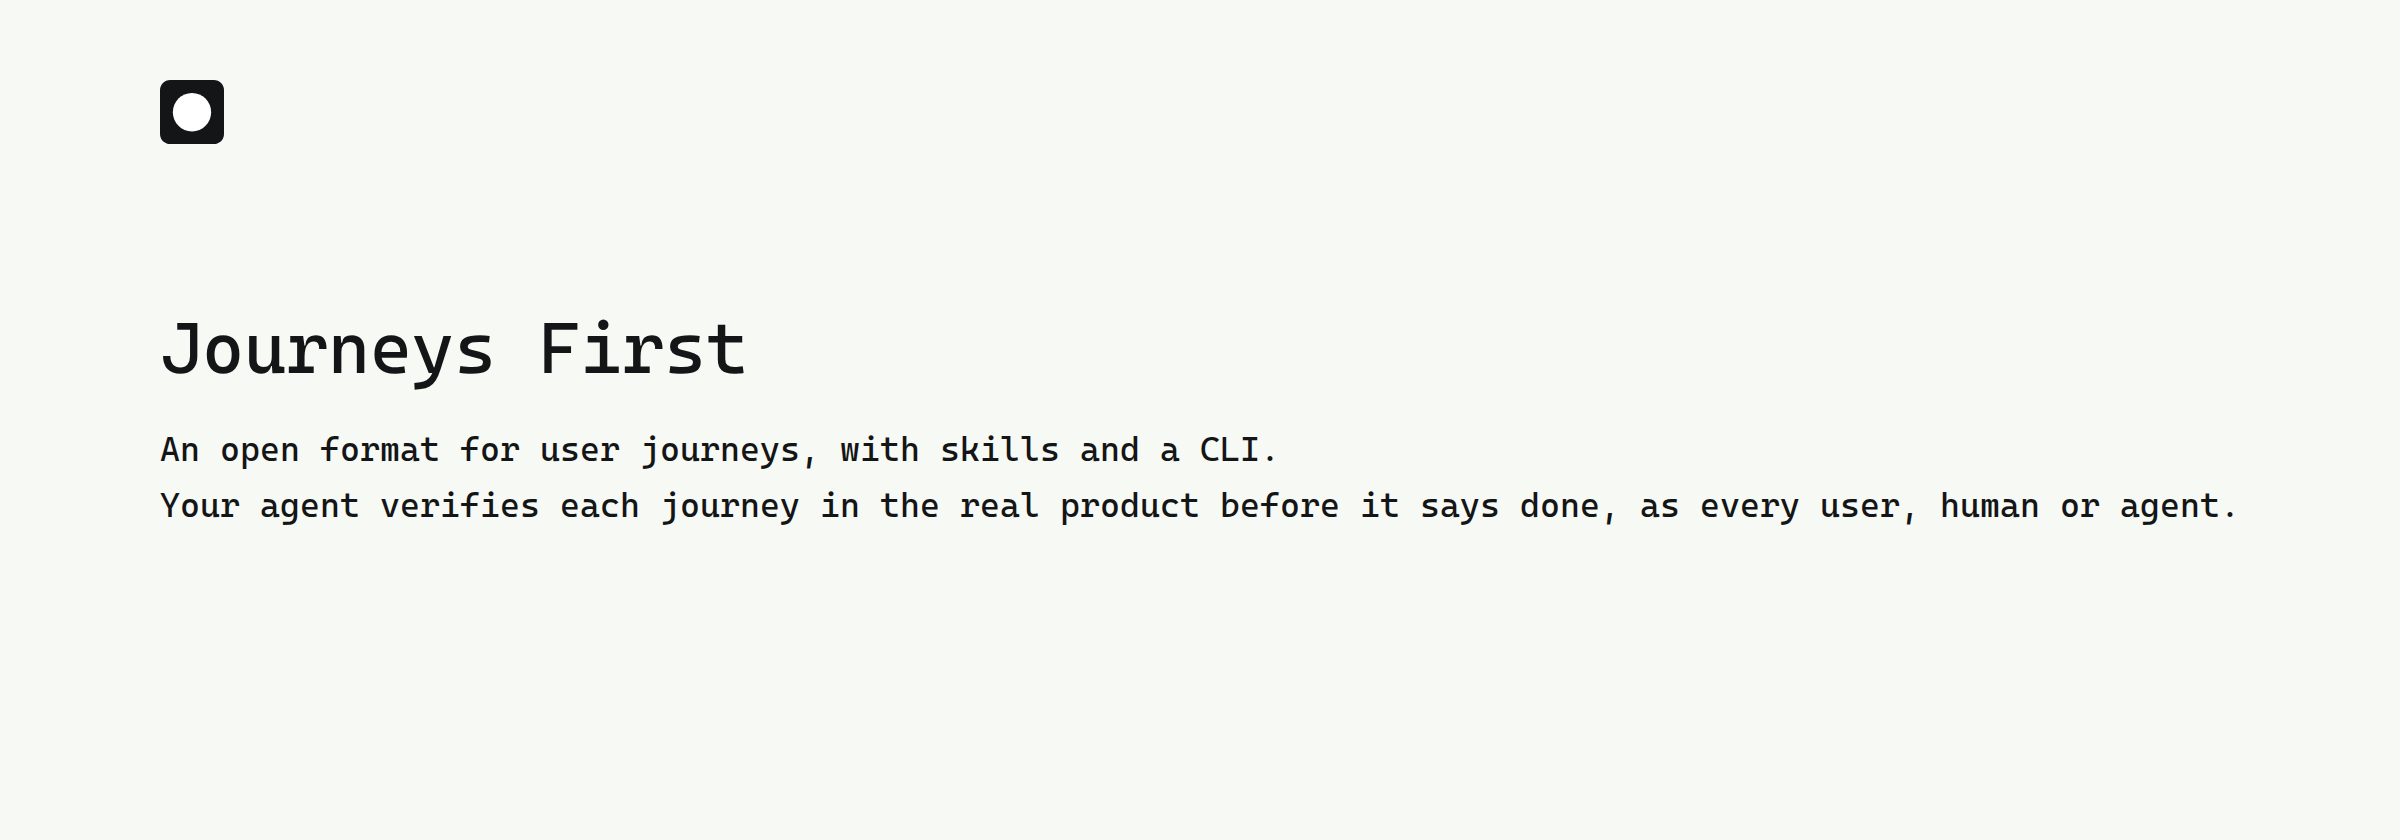 Journeys First
An open format for user journeys, with skills and a CLI.
Your agent verifies each journey in the real product before it says done, as every user, human or agent.